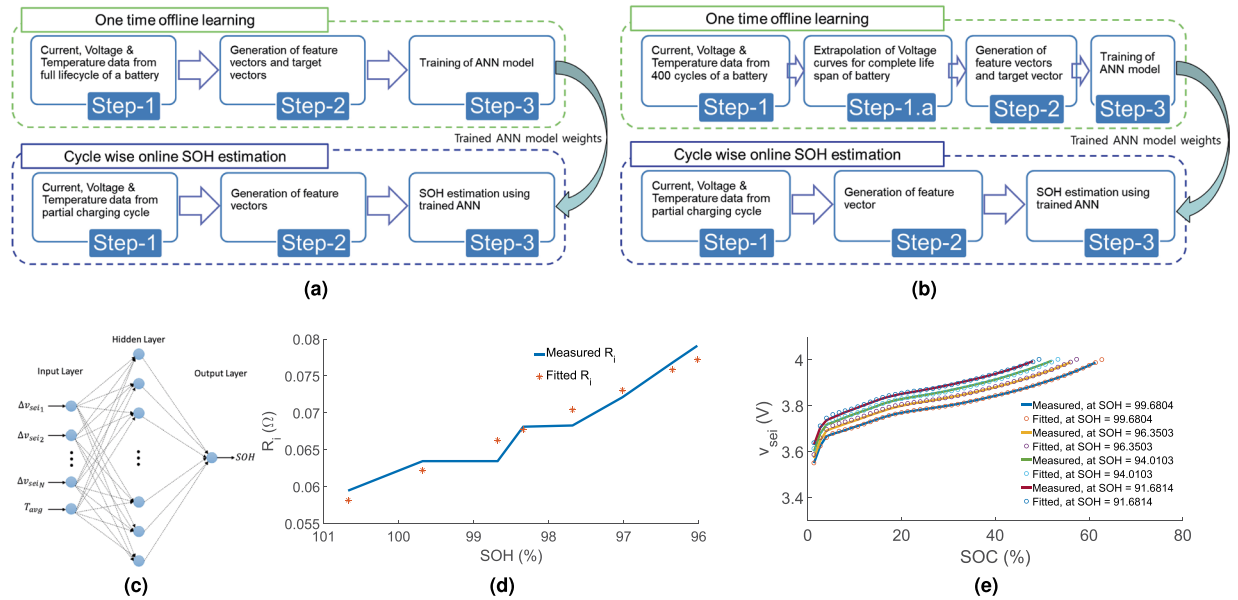 One time offline learning
Current, Voltage &
Temperature data from
full lifecycle of a battery
Step-1
Generation of feature
vectors and target
vectors
Step-2
Training of ANN model
Step-3
Trained ANN model weights
Cycle wise online SOH estimation
Current, Voltage &
Temperature data from
partial charging cycle
Step-1
Generation of feature
vectors
Step-2
SOH estimation using
trained ANN
Step-3
(a)
One time offline learning
Current, Voltage &
Temperature data from
400 cycles of a battery
Step-1
Extrapolation of Voltage
curves for complete life
span of battery
Step-1.a
Generation of
feature vectors
and target vector
Step-2
Training of
ANN model
Step-3
Trained ANN model weights
Cycle wise online SOH estimation
Current, Voltage &
Temperature data from
partial charging cycle
Step-1
Generation of feature
vector
Step-2
SOH estimation using
trained ANN
Step-3
(b)
Hidden Layer
Input Layer
Output Layer
Δv_sei₁
Δv_sei₂
Δv_sei_N
T_avg
SOH
(c)
0.08
0.075
0.07
0.065
0.06
0.055
R_i (Ω)
Measured R_i
Fitted R_i
101
100
99
98
97
96
SOH (%)
(d)
4
3.8
3.6
3.4
v_sei (V)
Measured, at SOH = 99.6804
Fitted, at SOH = 99.6804
Measured, at SOH = 96.3503
Fitted, at SOH = 96.3503
Measured, at SOH = 94.0103
Fitted, at SOH = 94.0103
Measured, at SOH = 91.6814
Fitted, at SOH = 91.6814
0
20
40
60
80
SOC (%)
(e)